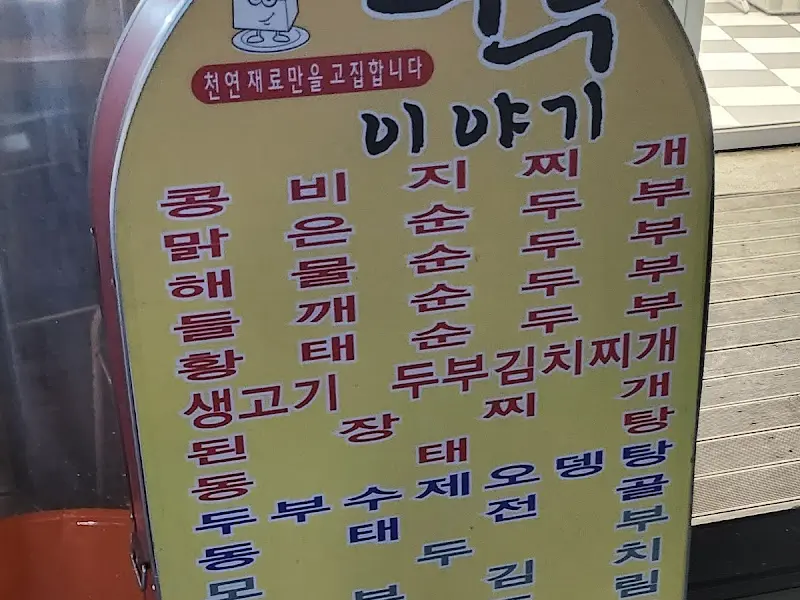 천연재료만을 고집합니다
이야기
콩비지찌개
맑은순두부
해물순두부
들깨순두부
황태순두부
생고기 두부김치찌개
된장찌개
동태탕
두부수제오뎅탕
동태전골
모두부
부김치
림